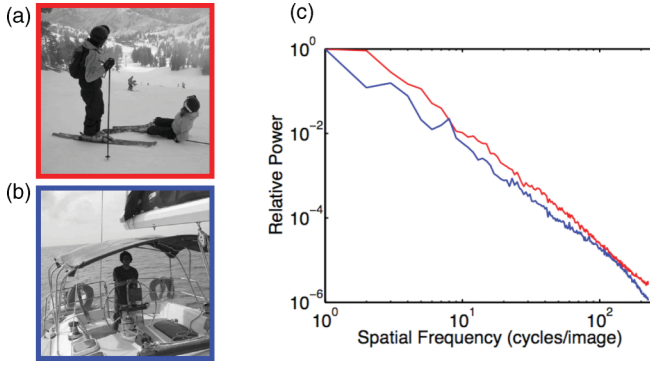 (a)
(b)
(c)
Relative Power
10^0
10^-2
10^-4
10^-6
10^0
10^1
10^2
Spatial Frequency (cycles/image)